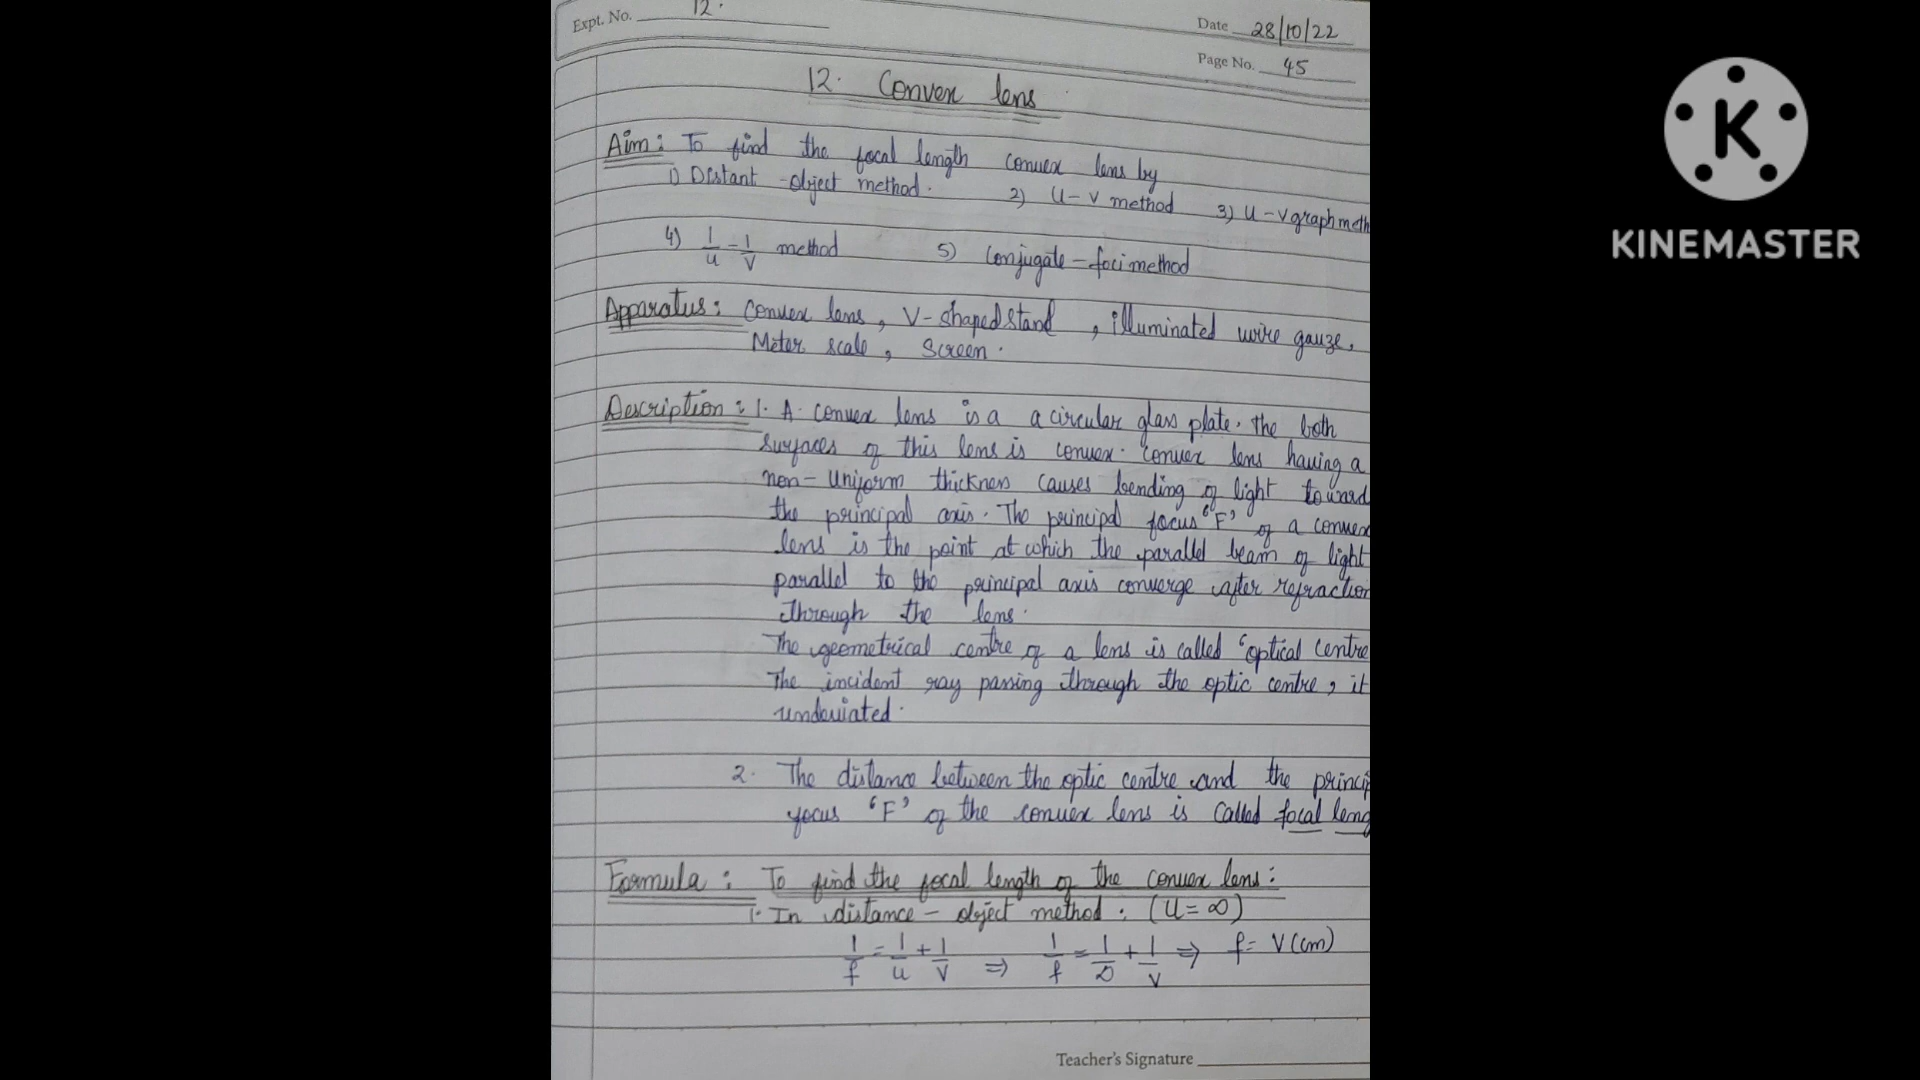 Expt. No. 12.
Date 28/10/22
Page No. 45
12. Convex lens
Aim: To find the focal length convex lens by
1) Distant -object method. 2) U-V method 3) U-V graph meth
4) 1/u - 1/v method 5) Conjugate - foci method
Apparatus: Convex lens, V-shaped stand, illuminated wire gauze,
Meter scale, Screen.
Description: 1. A convex lens is a a circular glass plate. The both
surfaces of this lens is convex. Convex lens having a
non-uniform thickness causes bending of light toward
the principal axis. The principal focus 'F' of a convex
lens is the point at which the parallel beam of light
parallel to the principal axis converge after refraction
through the lens.
The geometrical centre of a lens is called 'optical centre
The incident ray passing through the optic centre, it
undeviated.
2. The distance between the optic centre and the princip
focus 'F' of the convex lens is called focal leng
Formula: To find the focal length of the convex lens:
1. In distance - object method. (U = ∞)
1/f = 1/u + 1/v ⇒ 1/f = 1/∞ + 1/v ⇒ f = V (cm)
Teacher's Signature
K
KINEMASTER